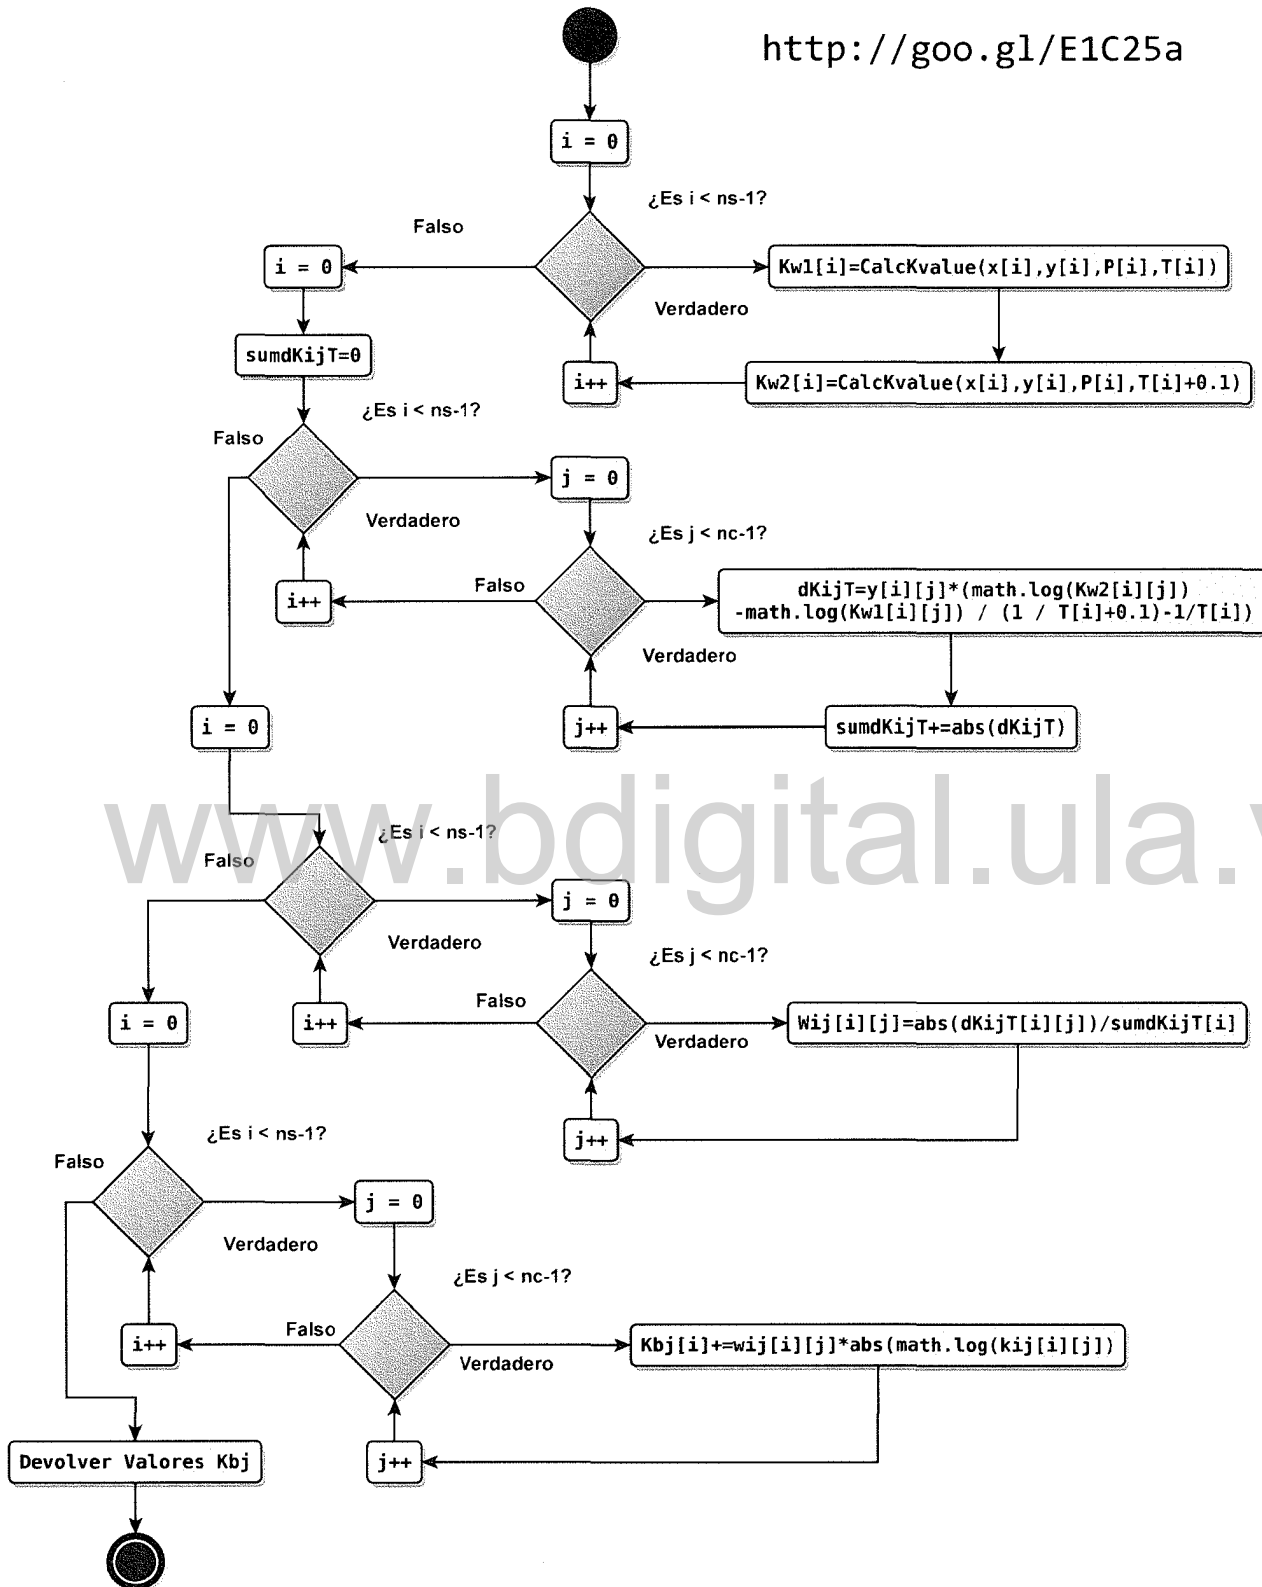 http://goo.gl/E1C25a
i = 0
¿Es i < ns-1?
Falso
Verdadero
i = 0
Kw1[i]=CalcKvalue(x[i],y[i],P[i],T[i])
sumdKijT=0
i++
Kw2[i]=CalcKvalue(x[i],y[i],P[i],T[i]+0.1)
¿Es i < ns-1?
Falso
Verdadero
j = 0
¿Es j < nc-1?
Falso
Verdadero
i++
dKijT=y[i][j]*(math.log(Kw2[i][j])
-math.log(Kw1[i][j]) / (1 / T[i]+0.1)-1/T[i])
i = 0
j++
sumdKijT+=abs(dKijT)
www.bdigital.ula.v
¿Es i < ns-1?
Falso
Verdadero
j = 0
¿Es j < nc-1?
Falso
Verdadero
i = 0
i++
Wij[i][j]=abs(dKijT[i][j])/sumdKijT[i]
j++
¿Es i < ns-1?
Falso
Verdadero
j = 0
¿Es j < nc-1?
Falso
Verdadero
i++
Kbj[i]+=wij[i][j]*abs(math.log(kij[i][j])
j++
Devolver Valores Kbj